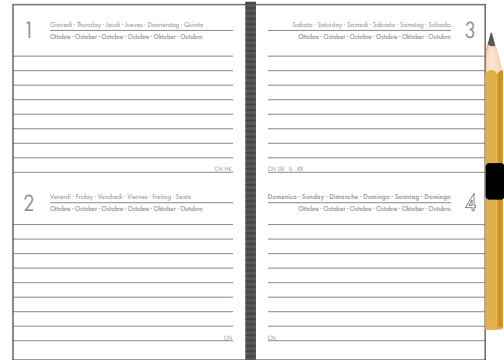 1
Giovedì · Thursday · Jeudi · Jueves · Donnerstag · Quinta
Ottobre · October · Octobre · Octubre · Oktober · Outubro
CN HK
2
Venerdì · Friday · Vendredi · Viernes · Freitag · Sexta
Ottobre · October · Octobre · Octubre · Oktober · Outubro
CN
Sabato · Saturday · Samedi · Sábado · Samstag · Sábado
3
Ottobre · October · Octobre · Octubre · Oktober · Outubro
CN DE IL KR
Domenica · Sunday · Dimanche · Domingo · Sonntag · Domingo
4
Ottobre · October · Octobre · Octubre · Oktober · Outubro
CN